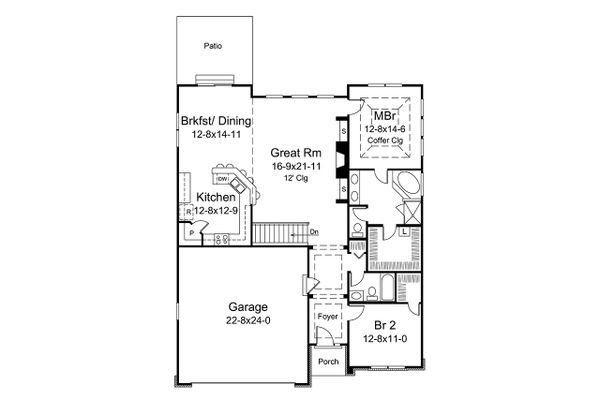 Patio
Brkfst/ Dining
12-8x14-11
MBr
12-8x14-6
Coffer Clg
S
Great Rm
16-9x21-11
12' Clg
DW
S
Kitchen
12-8x12-9
R
P
Dn
L
Garage
22-8x24-0
Foyer
Br 2
12-8x11-0
Porch